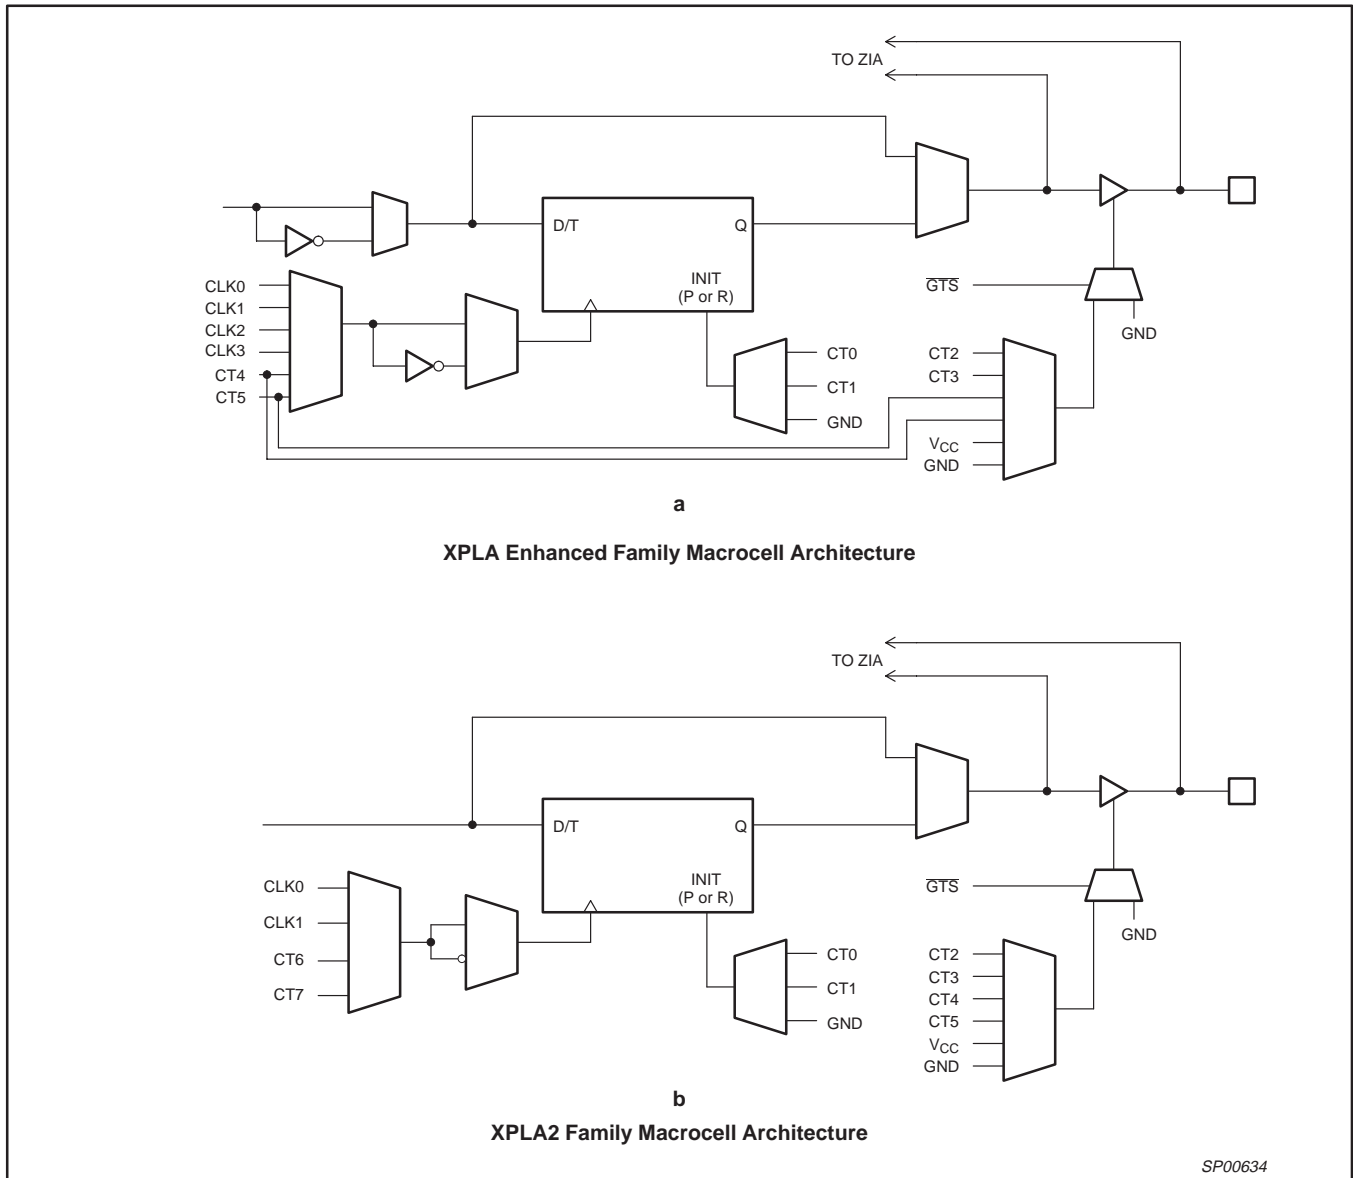 TO ZIA
D/T
Q
INIT
(P or R)
CLK0
CLK1
CLK2
CLK3
CT4
CT5
CT0
CT1
GND
GTS
GND
CT2
CT3
VCC
GND
a
XPLA Enhanced Family Macrocell Architecture
TO ZIA
D/T
Q
INIT
(P or R)
CLK0
CLK1
CT6
CT7
CT0
CT1
GND
GTS
GND
CT2
CT3
CT4
CT5
VCC
GND
b
XPLA2 Family Macrocell Architecture
SP00634